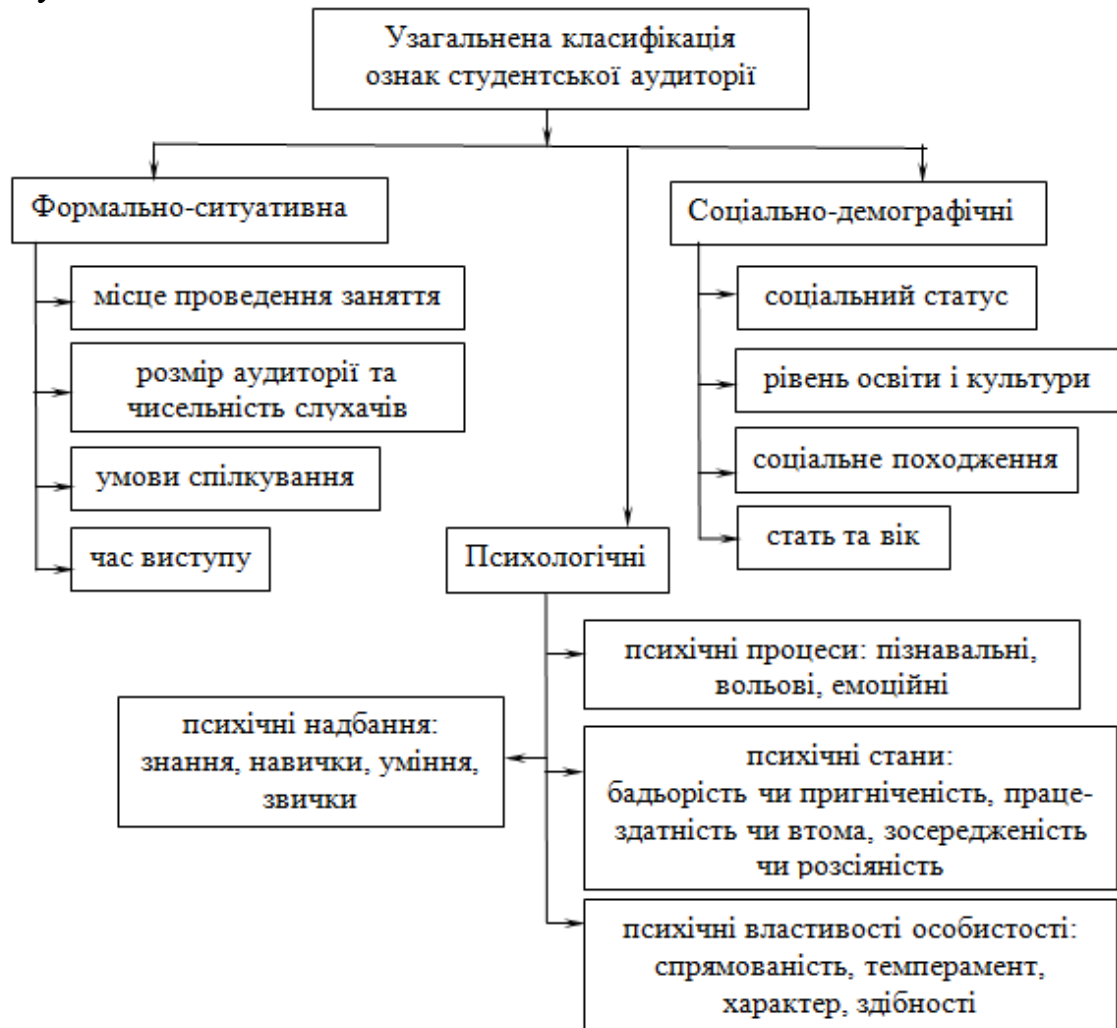 Узагальнена класифікація
ознак студентської аудиторії
Формально-ситуативна
місце проведення заняття
розмір аудиторії та
чисельність слухачів
умови спілкування
час виступу
Соціально-демографічні
соціальний статус
рівень освіти і культури
соціальне походження
стать та вік
Психологічні
психічні надбання:
знання, навички, уміння,
звички
психічні процеси: пізнавальні,
вольові, емоційні
психічні стани:
бадьорість чи пригніченість, праце-
здатність чи втома, зосередженість
чи розсіяність
психічні властивості особистості:
спрямованість, темперамент,
характер, здібності